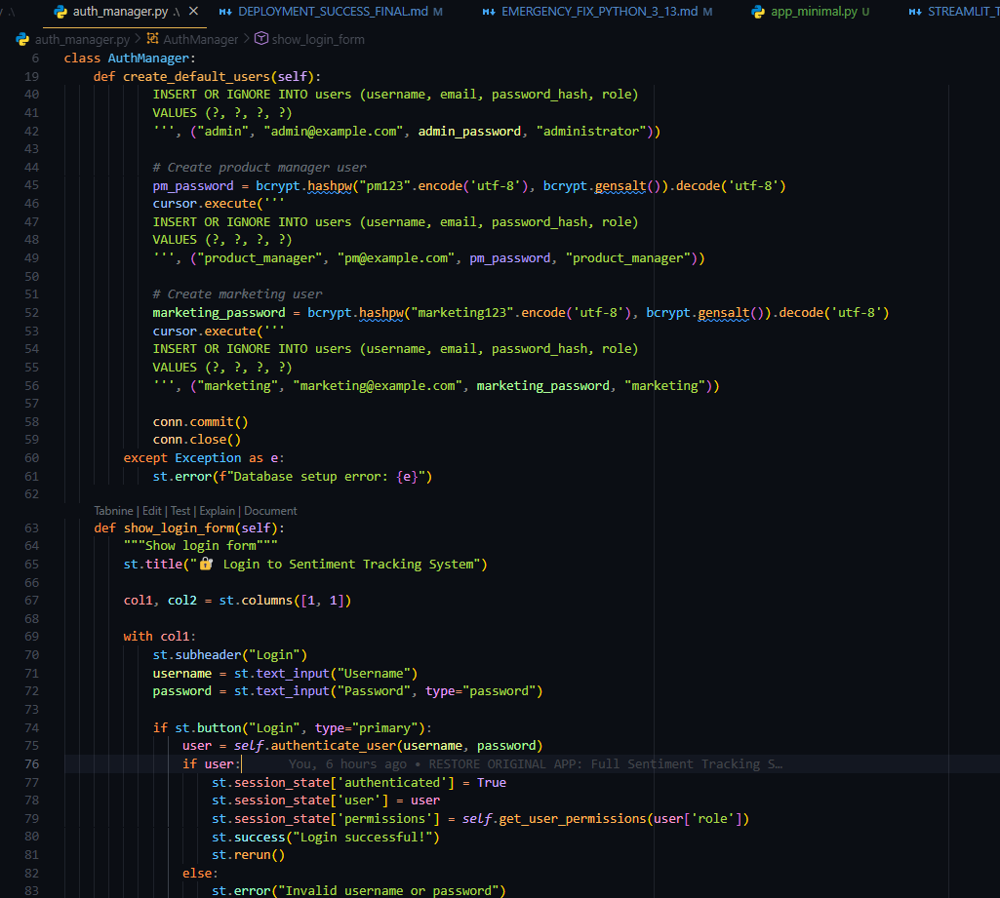 auth_manager.py .\ X DEPLOYMENT_SUCCESS_FINAL.md M EMERGENCY_FIX_PYTHON_3_13.md M app_minimal.py U STREAMLIT_T
auth_manager.py > AuthManager > show_login_form
6 class AuthManager:
19 def create_default_users(self):
40 INSERT OR IGNORE INTO users (username, email, password_hash, role)
41 VALUES (?, ?, ?, ?)
42 ''', ("admin", "admin@example.com", admin_password, "administrator"))
43
44 # Create product manager user
45 pm_password = bcrypt.hashpw("pm123".encode('utf-8'), bcrypt.gensalt()).decode('utf-8')
46 cursor.execute('''
47 INSERT OR IGNORE INTO users (username, email, password_hash, role)
48 VALUES (?, ?, ?, ?)
49 ''', ("product_manager", "pm@example.com", pm_password, "product_manager"))
50
51 # Create marketing user
52 marketing_password = bcrypt.hashpw("marketing123".encode('utf-8'), bcrypt.gensalt()).decode('utf-8')
53 cursor.execute('''
54 INSERT OR IGNORE INTO users (username, email, password_hash, role)
55 VALUES (?, ?, ?, ?)
56 ''', ("marketing", "marketing@example.com", marketing_password, "marketing"))
57
58 conn.commit()
59 conn.close()
60 except Exception as e:
61 st.error(f"Database setup error: {e}")
62
Tabnine | Edit | Test | Explain | Document
63 def show_login_form(self):
64 """Show login form"""
65 st.title("🔐 Login to Sentiment Tracking System")
66
67 col1, col2 = st.columns([1, 1])
68
69 with col1:
70 st.subheader("Login")
71 username = st.text_input("Username")
72 password = st.text_input("Password", type="password")
73
74 if st.button("Login", type="primary"):
75 user = self.authenticate_user(username, password)
76 if user: You, 6 hours ago • RESTORE ORIGINAL APP: Full Sentiment Tracking S…
77 st.session_state['authenticated'] = True
78 st.session_state['user'] = user
79 st.session_state['permissions'] = self.get_user_permissions(user['role'])
80 st.success("Login successful!")
81 st.rerun()
82 else:
83 st.error("Invalid username or password")